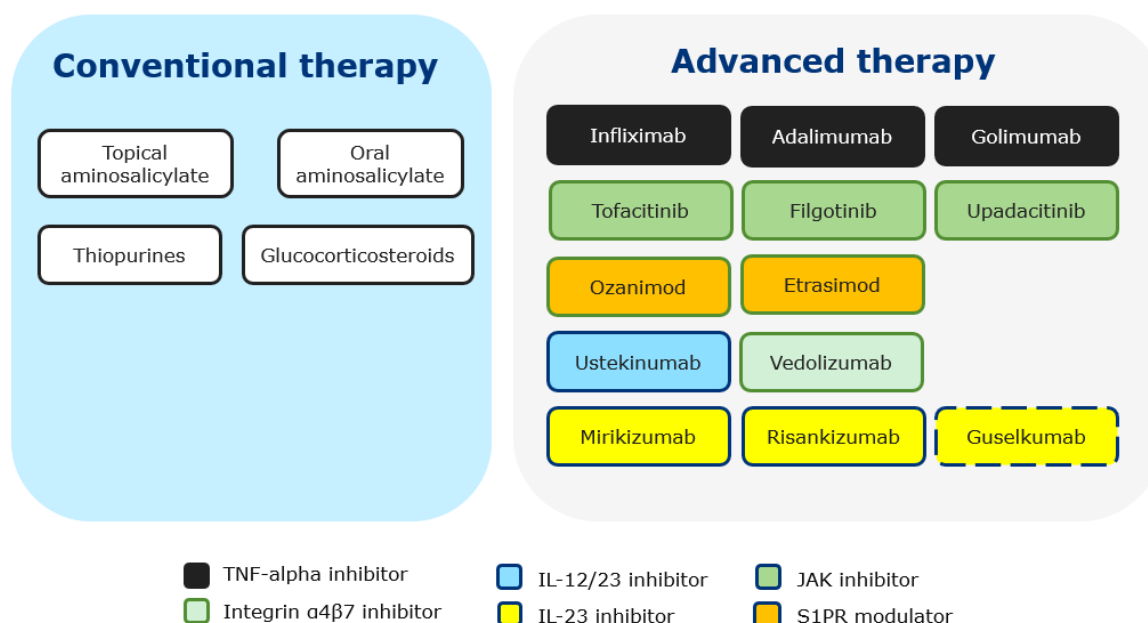 Conventional therapy
Topical
aminosalicylate
Oral
aminosalicylate
Thiopurines
Glucocorticosteroids
Advanced therapy
Infliximab
Adalimumab
Golimumab
Tofacitinib
Filgotinib
Upadacitinib
Ozanimod
Etrasimod
Ustekinumab
Vedolizumab
Mirikizumab
Risankizumab
Guselkumab
TNF-alpha inhibitor
IL-12/23 inhibitor
JAK inhibitor
Integrin α4β7 inhibitor
IL-23 inhibitor
S1PR modulator